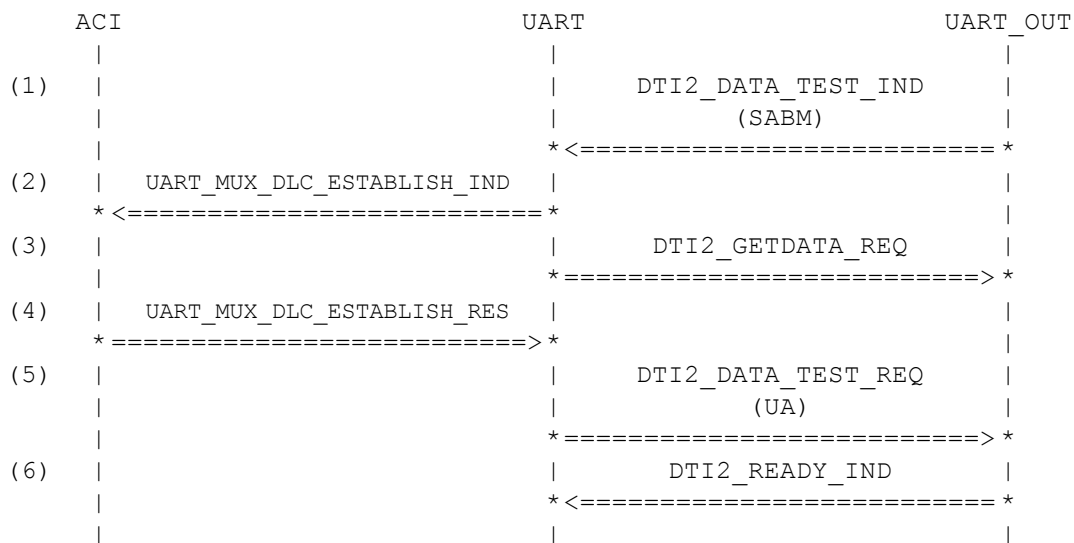 ACI UART UART_OUT
(1) DTI2_DATA_TEST_IND
(SABM)
(2) UART_MUX_DLC_ESTABLISH_IND
(3) DTI2_GETDATA_REQ
(4) UART_MUX_DLC_ESTABLISH_RES
(5) DTI2_DATA_TEST_REQ
(UA)
(6) DTI2_READY_IND